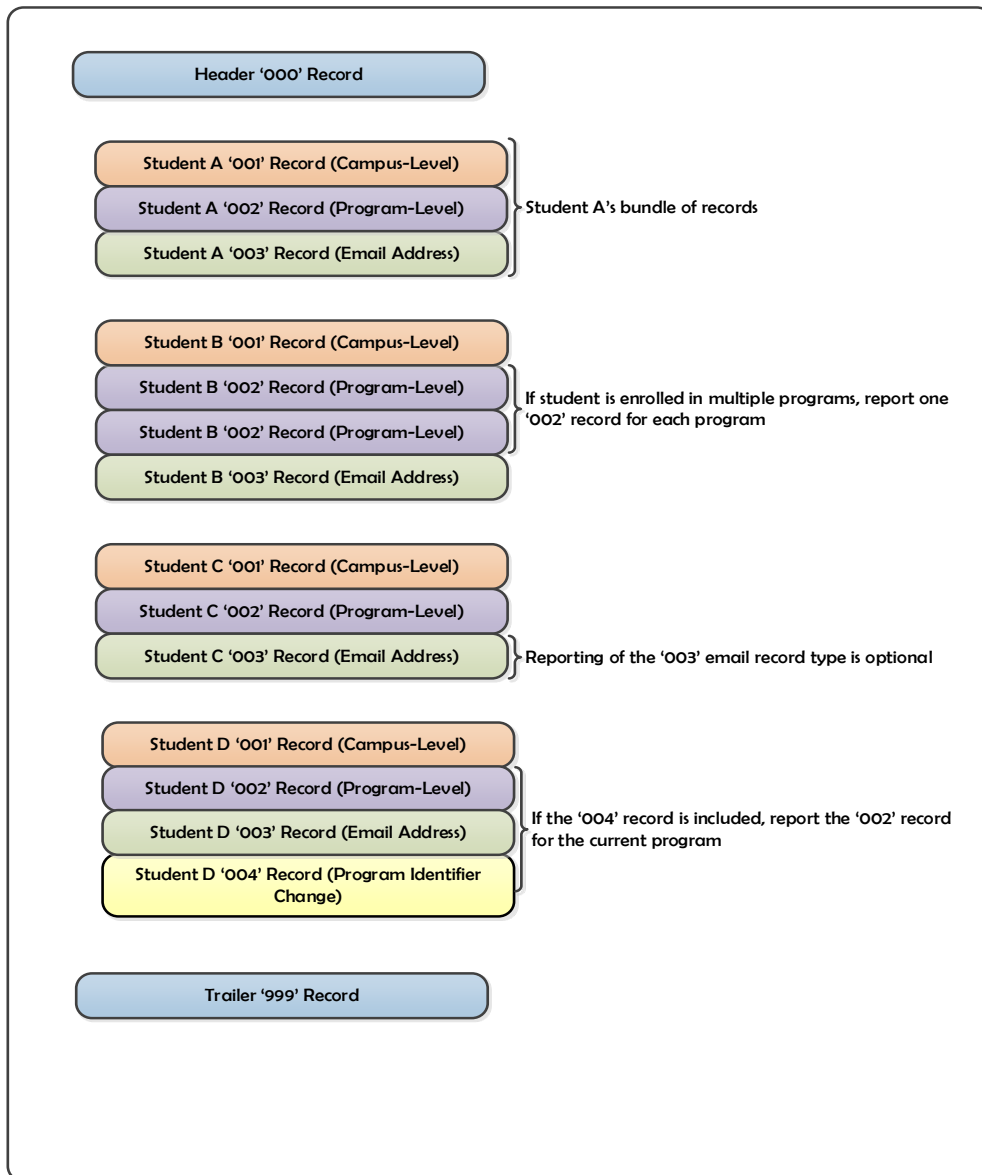 Header ‘000’ Record
Student A ‘001’ Record (Campus-Level)
Student A ‘002’ Record (Program-Level)
Student A ‘003’ Record (Email Address)
Student A’s bundle of records
Student B ‘001’ Record (Campus-Level)
Student B ‘002’ Record (Program-Level)
Student B ‘002’ Record (Program-Level)
Student B ‘003’ Record (Email Address)
If student is enrolled in multiple programs, report one
‘002’ record for each program
Student C ‘001’ Record (Campus-Level)
Student C ‘002’ Record (Program-Level)
Student C ‘003’ Record (Email Address)
Reporting of the ‘003’ email record type is optional
Student D ‘001’ Record (Campus-Level)
Student D ‘002’ Record (Program-Level)
Student D ‘003’ Record (Email Address)
Student D ‘004’ Record (Program Identifier
Change)
If the ‘004’ record is included, report the ‘002’ record
for the current program
Trailer ‘999’ Record